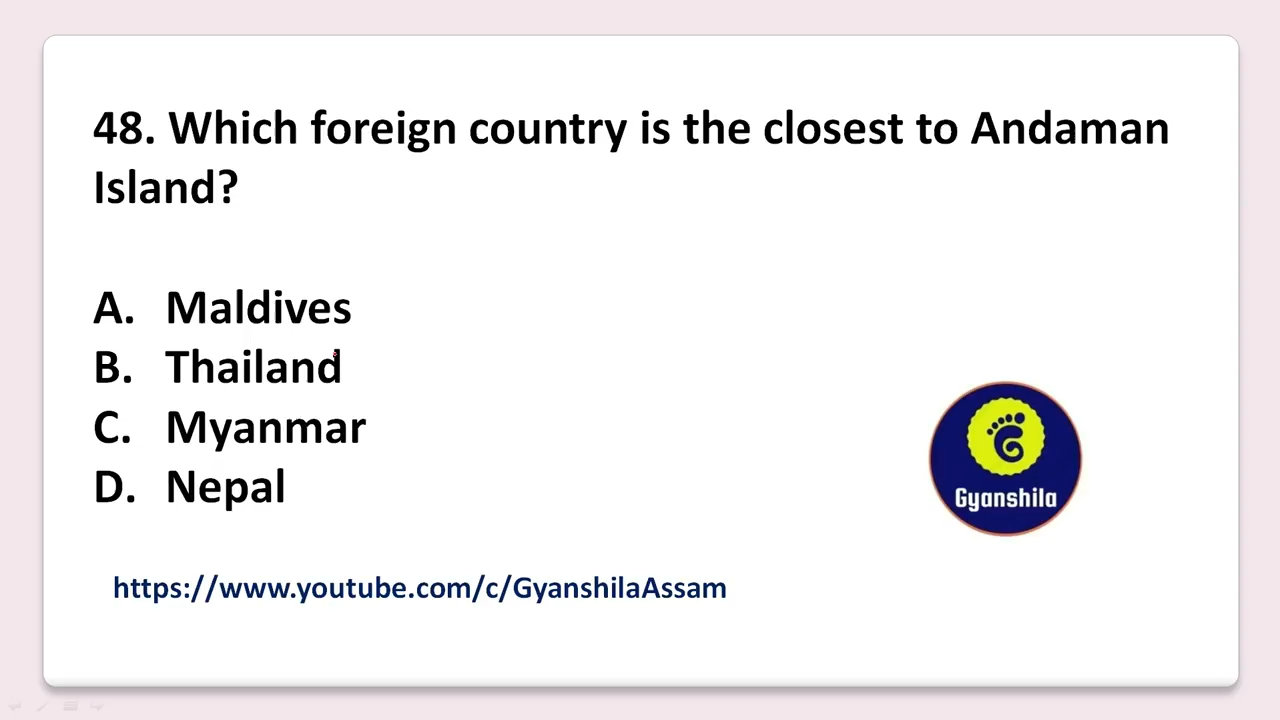 48. Which foreign country is the closest to Andaman
Island?
A. Maldives
B. Thailand
C. Myanmar
D. Nepal
Gyanshila
https://www.youtube.com/c/GyanshilaAssam